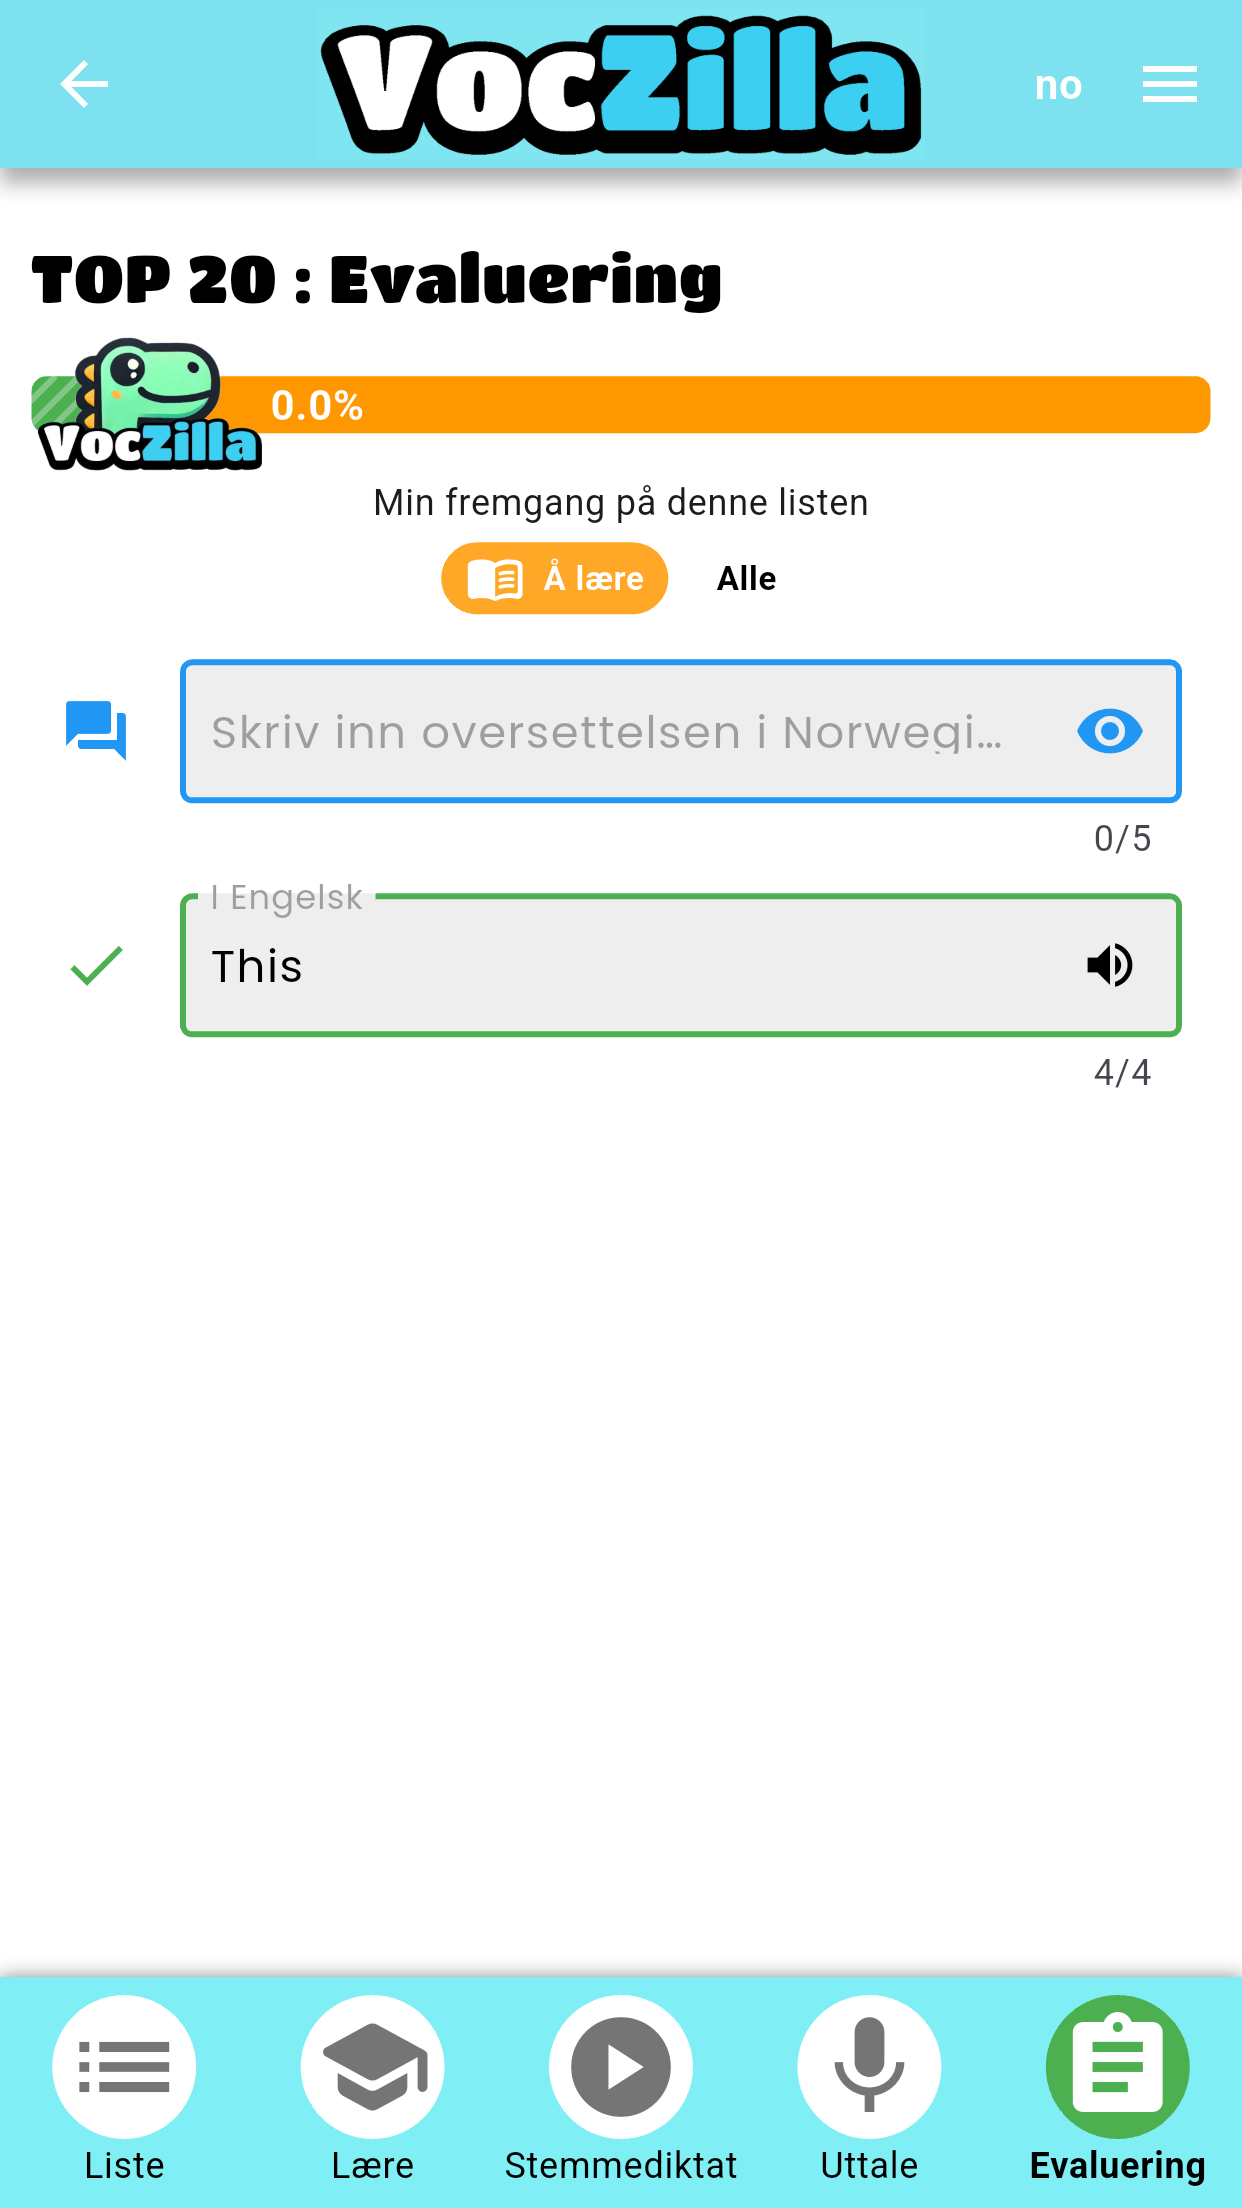 VocZilla
no
TOP 20 : Evaluering
0.0%
VocZilla
Min fremgang på denne listen
Å lære
Alle
Skriv inn oversettelsen i Norwegi...
0/5
I Engelsk
This
4/4
Liste
Lære
Stemmediktat
Uttale
Evaluering